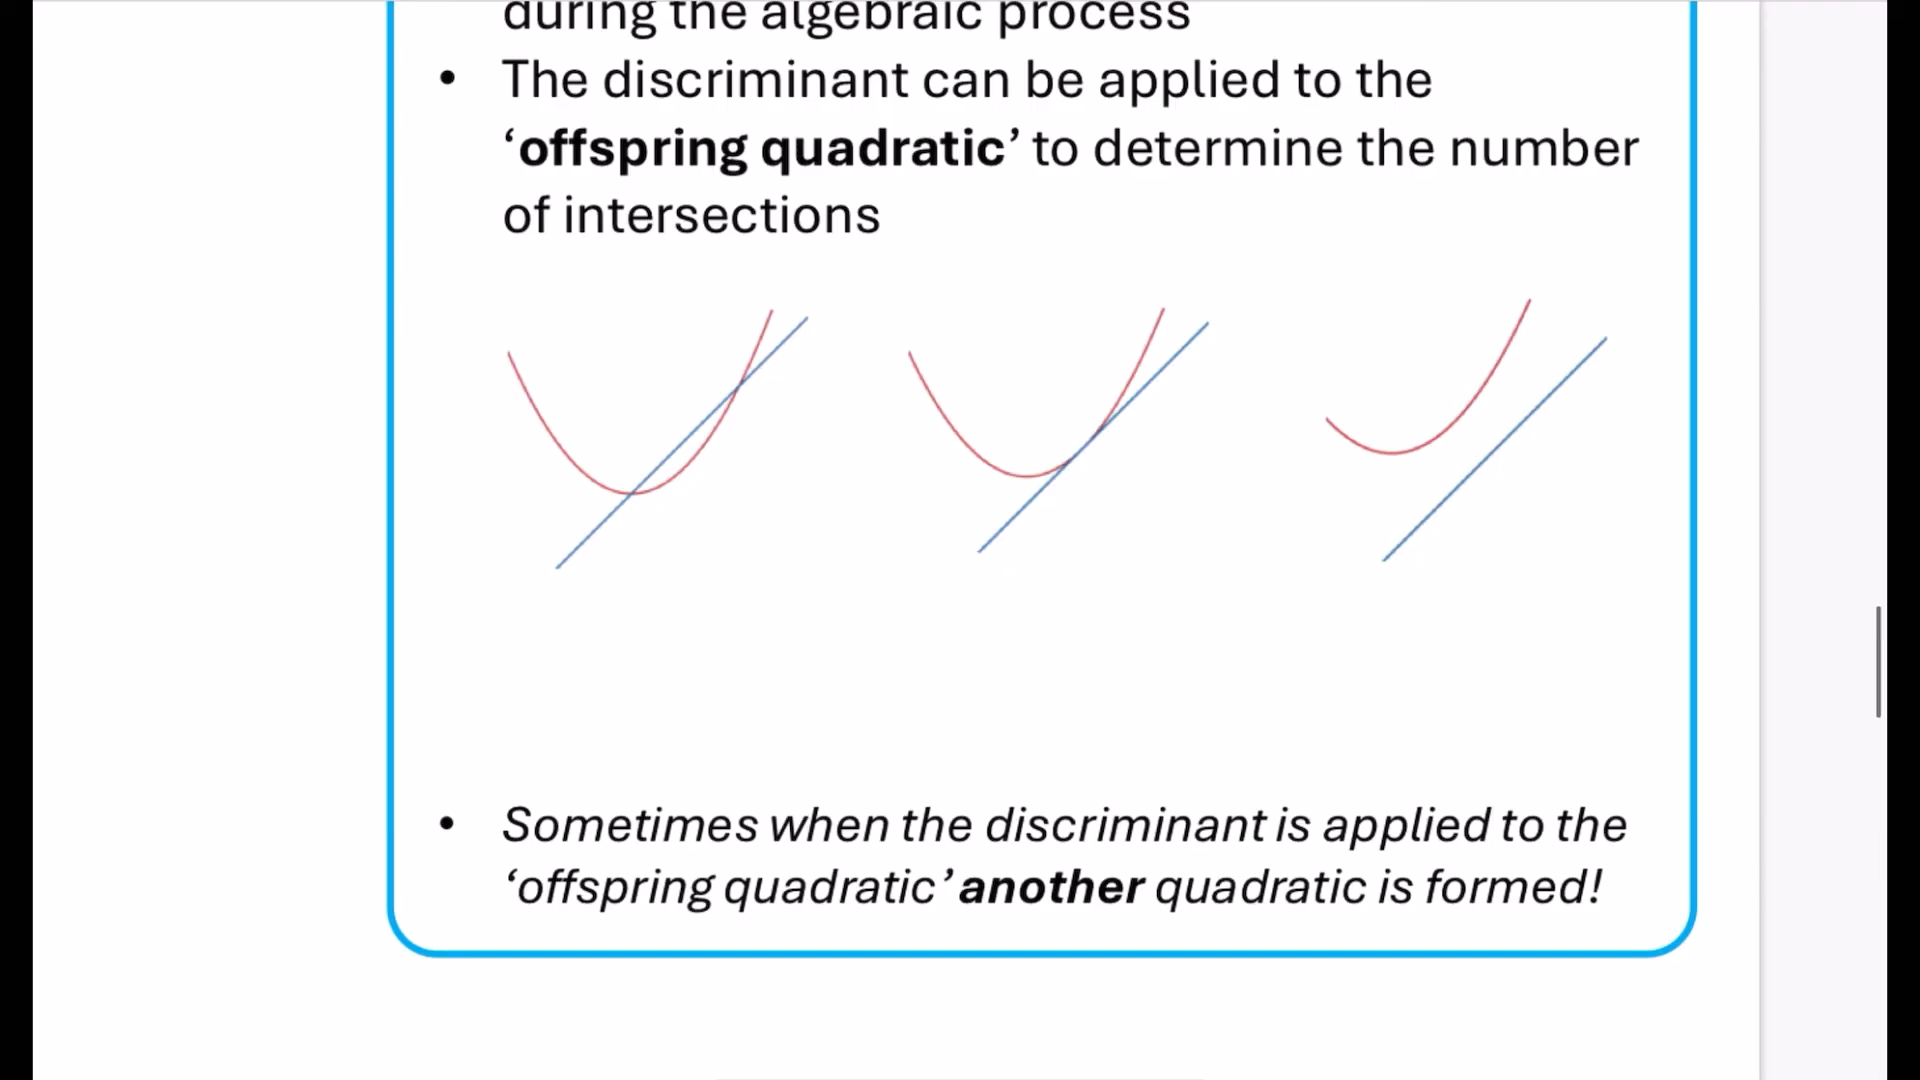 during the algebraic process
• The discriminant can be applied to the
‘offspring quadratic’ to determine the number
of intersections
• Sometimes when the discriminant is applied to the
‘offspring quadratic’ another quadratic is formed!